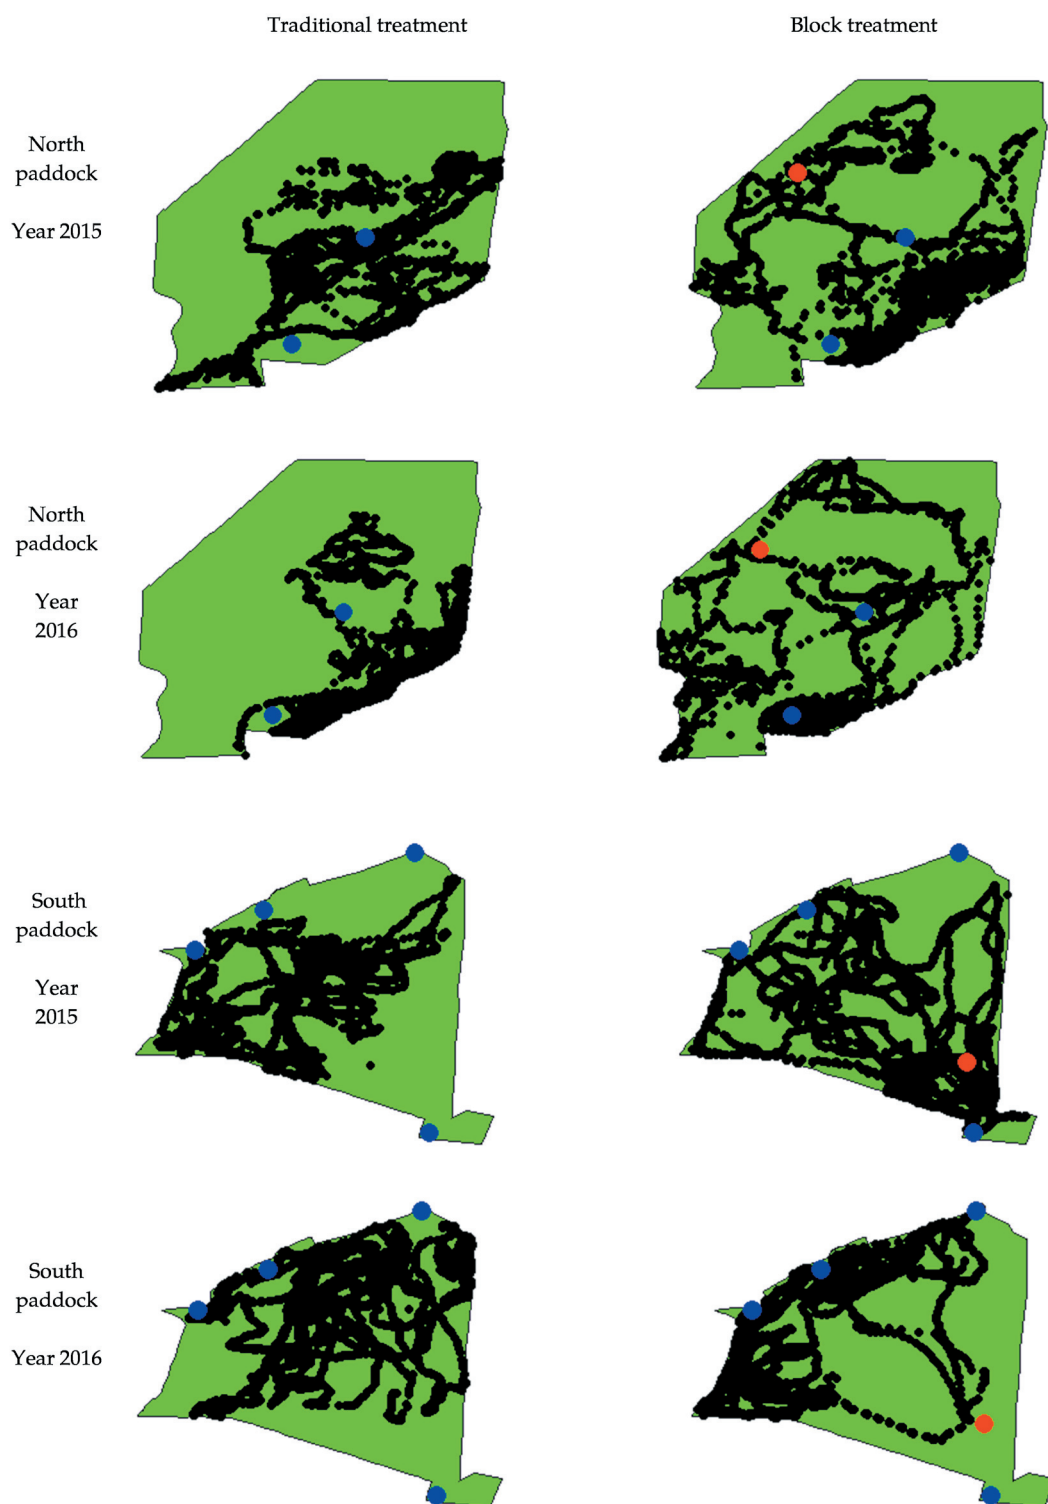 Traditional treatment
Block treatment
North
paddock
Year 2015
North
paddock
Year
2016
South
paddock
Year
2015
South
paddock
Year 2016